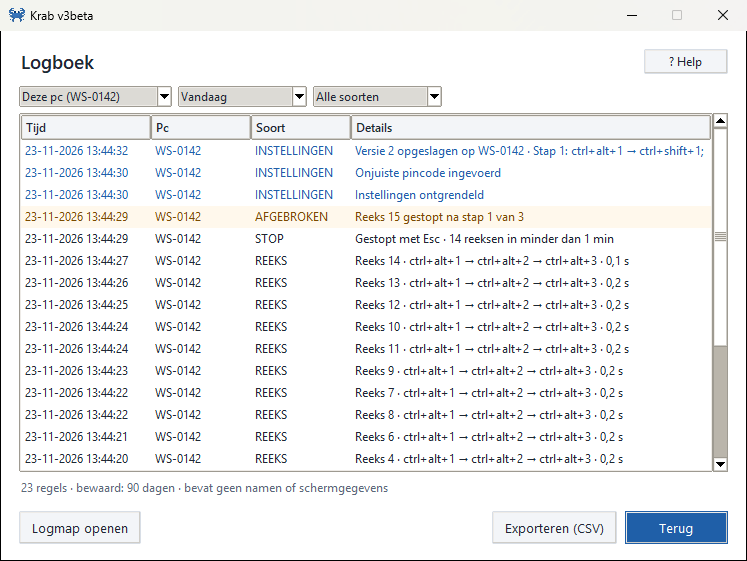 Krab v3beta
Logboek
? Help
Deze pc (WS-0142) Vandaag Alle soorten
Tijd Pc Soort Details
23-11-2026 13:44:32 WS-0142 INSTELLINGEN Versie 2 opgeslagen op WS-0142 · Stap 1: ctrl+alt+1 → ctrl+shift+1;
23-11-2026 13:44:30 WS-0142 INSTELLINGEN Onjuiste pincode ingevoerd
23-11-2026 13:44:30 WS-0142 INSTELLINGEN Instellingen ontgrendeld
23-11-2026 13:44:29 WS-0142 AFGEBROKEN Reeks 15 gestopt na stap 1 van 3
23-11-2026 13:44:29 WS-0142 STOP Gestopt met Esc · 14 reeksen in minder dan 1 min
23-11-2026 13:44:27 WS-0142 REEKS Reeks 14 · ctrl+alt+1 → ctrl+alt+2 → ctrl+alt+3 · 0,1 s
23-11-2026 13:44:26 WS-0142 REEKS Reeks 13 · ctrl+alt+1 → ctrl+alt+2 → ctrl+alt+3 · 0,2 s
23-11-2026 13:44:25 WS-0142 REEKS Reeks 12 · ctrl+alt+1 → ctrl+alt+2 → ctrl+alt+3 · 0,2 s
23-11-2026 13:44:24 WS-0142 REEKS Reeks 10 · ctrl+alt+1 → ctrl+alt+2 → ctrl+alt+3 · 0,2 s
23-11-2026 13:44:24 WS-0142 REEKS Reeks 11 · ctrl+alt+1 → ctrl+alt+2 → ctrl+alt+3 · 0,2 s
23-11-2026 13:44:23 WS-0142 REEKS Reeks 9 · ctrl+alt+1 → ctrl+alt+2 → ctrl+alt+3 · 0,2 s
23-11-2026 13:44:22 WS-0142 REEKS Reeks 7 · ctrl+alt+1 → ctrl+alt+2 → ctrl+alt+3 · 0,2 s
23-11-2026 13:44:22 WS-0142 REEKS Reeks 8 · ctrl+alt+1 → ctrl+alt+2 → ctrl+alt+3 · 0,2 s
23-11-2026 13:44:21 WS-0142 REEKS Reeks 6 · ctrl+alt+1 → ctrl+alt+2 → ctrl+alt+3 · 0,2 s
23-11-2026 13:44:20 WS-0142 REEKS Reeks 4 · ctrl+alt+1 → ctrl+alt+2 → ctrl+alt+3 · 0,2 s
23 regels · bewaard: 90 dagen · bevat geen namen of schermgegevens
Logmap openen Exporteren (CSV) Terug